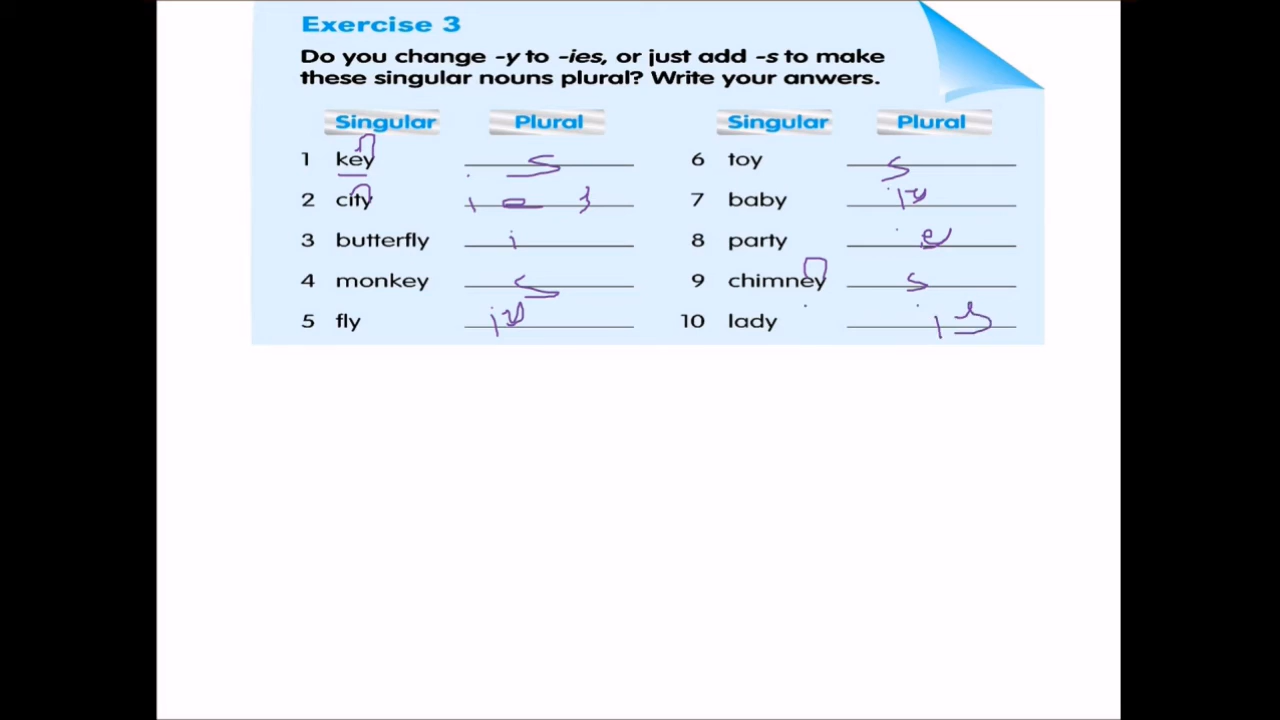 Exercise 3
Do you change -y to -ies, or just add -s to make
these singular nouns plural? Write your anwers.
Singular Plural Singular Plural
1 key s 6 toy s
2 city 7 baby
3 butterfly i 8 party e
4 monkey s 9 chimney s
5 fly 10 lady